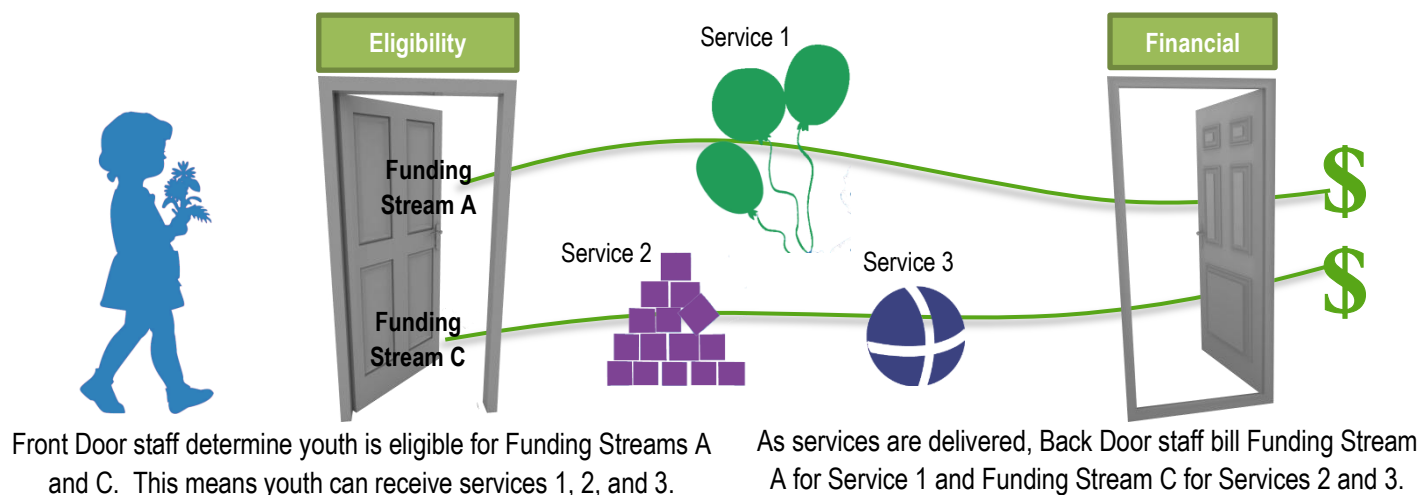 Eligibility
Service 1
Financial
Funding
Stream A
$
Service 2
Service 3
$
Funding
Stream C
Front Door staff determine youth is eligible for Funding Streams A
and C.  This means youth can receive services 1, 2, and 3.
As services are delivered, Back Door staff bill Funding Stream
A for Service 1 and Funding Stream C for Services 2 and 3.